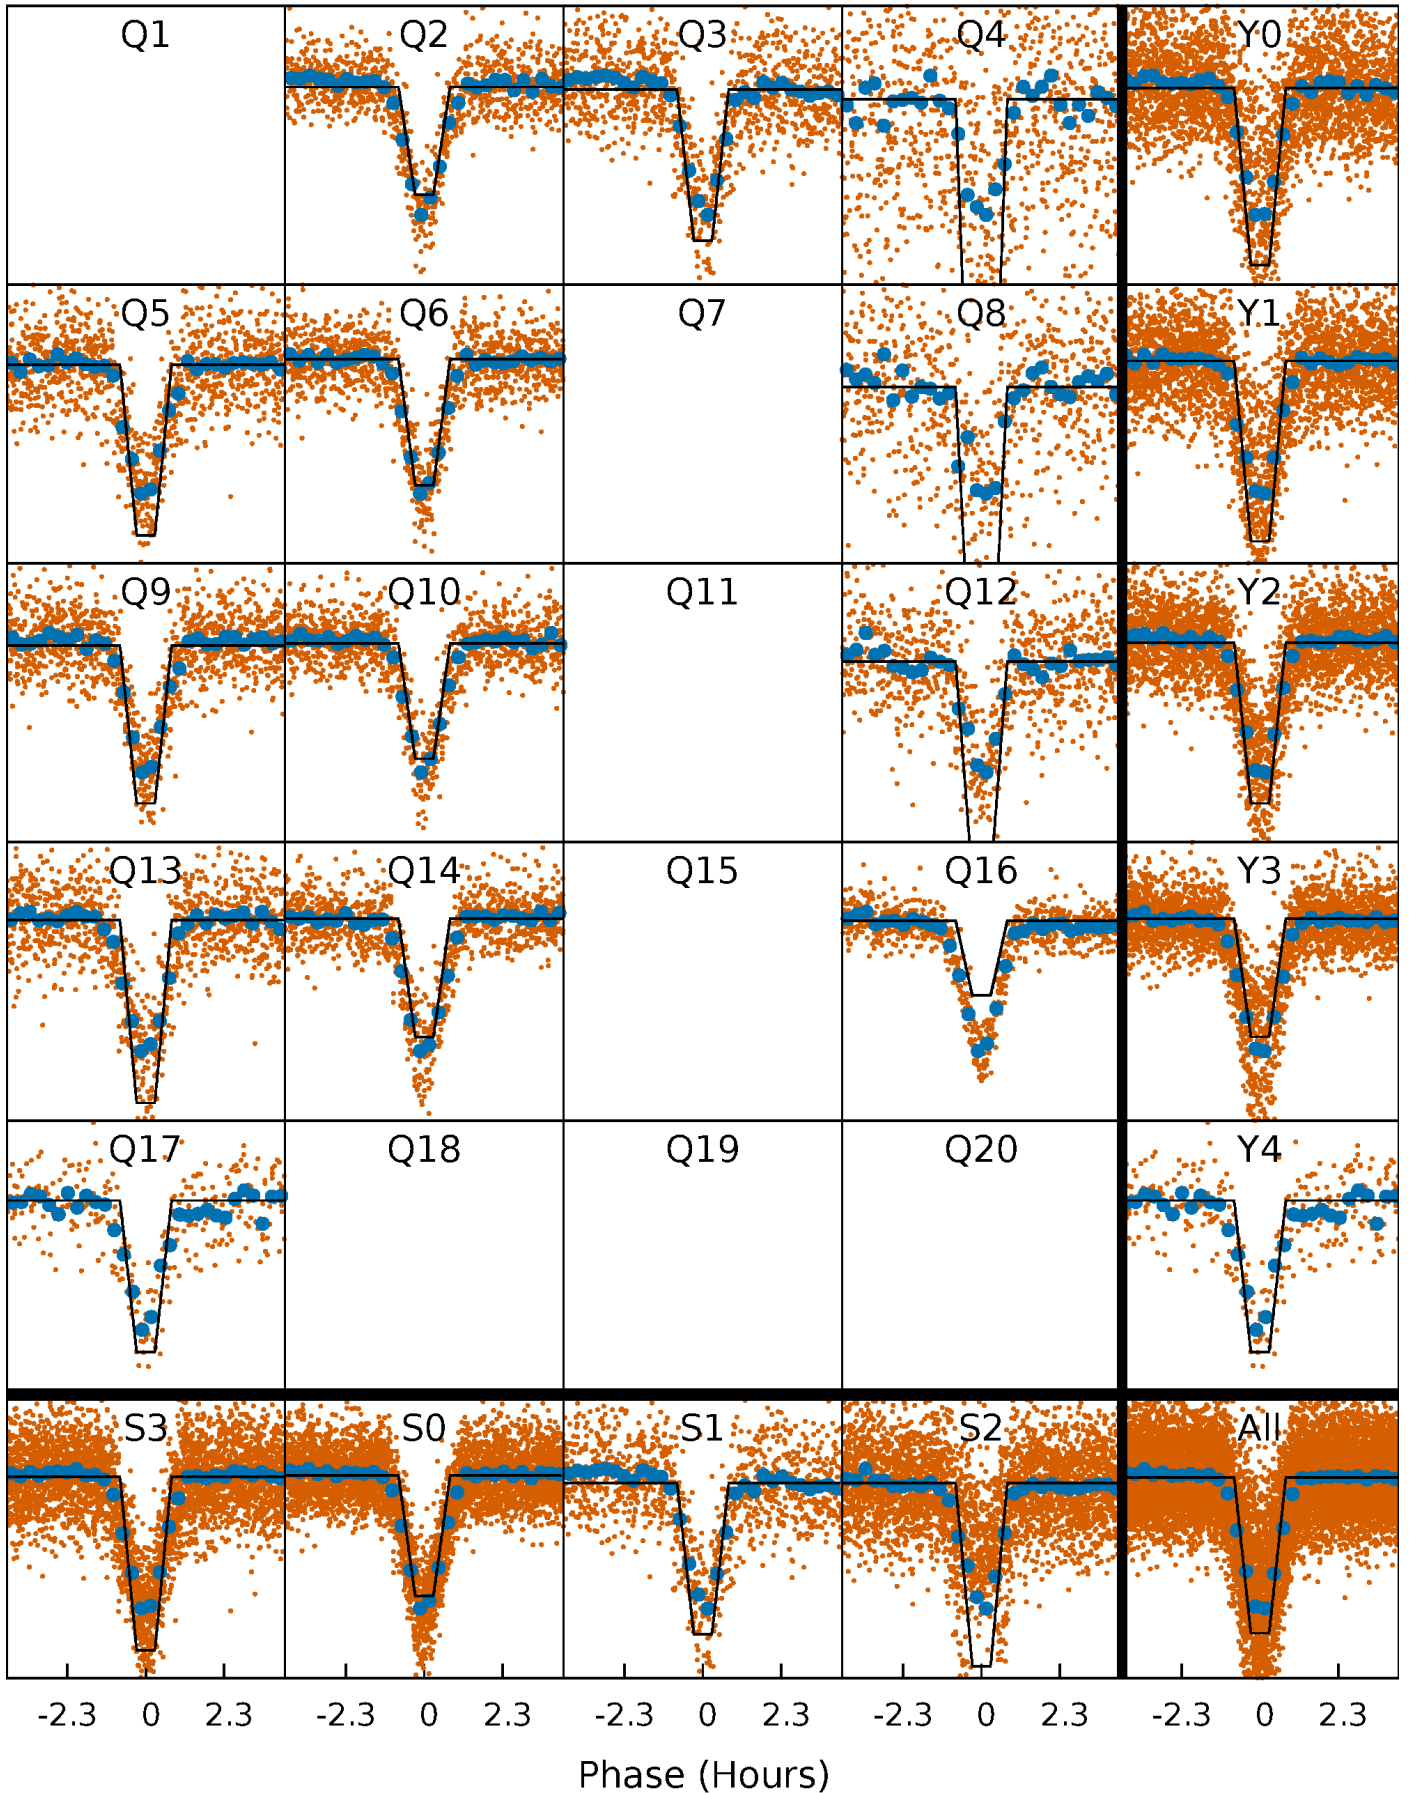 Q1 Q2 Q3 Q4 Y0
Q5 Q6 Q7 Q8 Y1
Q9 Q10 Q11 Q12 Y2
Q13 Q14 Q15 Q16 Y3
Q17 Q18 Q19 Q20 Y4
S3 S0 S1 S2 All
-2.3 0 2.3 -2.3 0 2.3 -2.3 0 2.3 -2.3 0 2.3 -2.3 0 2.3
Phase (Hours)